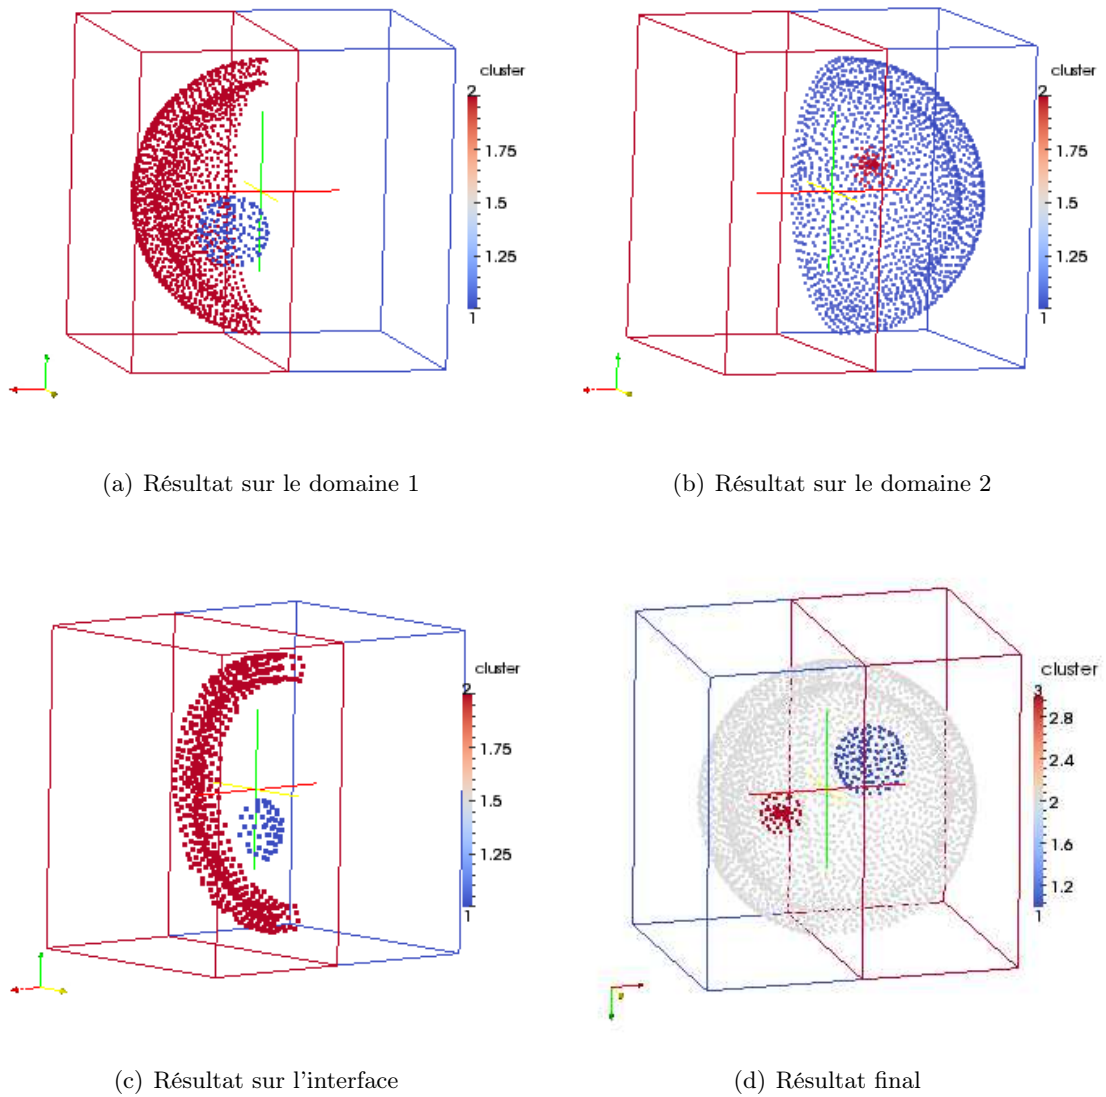 cluster
2
1.75
1.5
1.25
1
cluster
2
1.75
1.5
1.25
1
(a) Résultat sur le domaine 1
(b) Résultat sur le domaine 2
cluster
2
1.75
1.5
1.25
1
cluster
3
2.8
2.4
2
1.6
1.2
1
(c) Résultat sur l'interface
(d) Résultat final